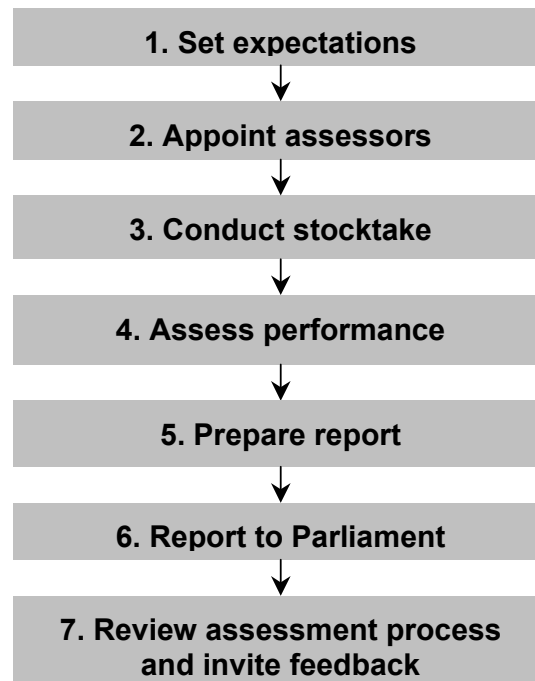 1. Set expectations
2. Appoint assessors
3. Conduct stocktake
4. Assess performance
5. Prepare report
6. Report to Parliament
7. Review assessment process
and invite feedback